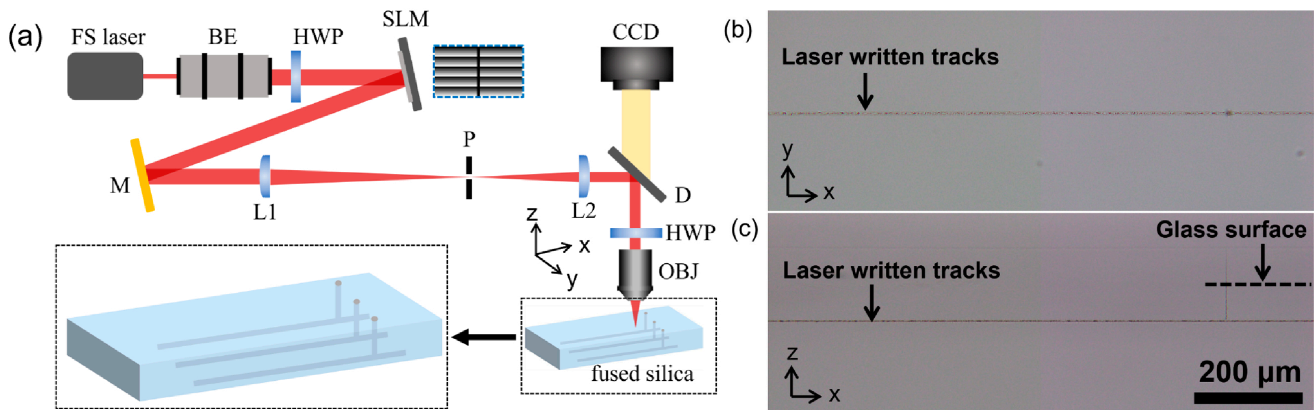 (a)
FS laser
BE
HWP
SLM
CCD
M
L1
P
L2
D
HWP
OBJ
z
x
y
fused silica
(b)
Laser written tracks
y
x
(c)
Glass surface
Laser written tracks
z
x
200 μm